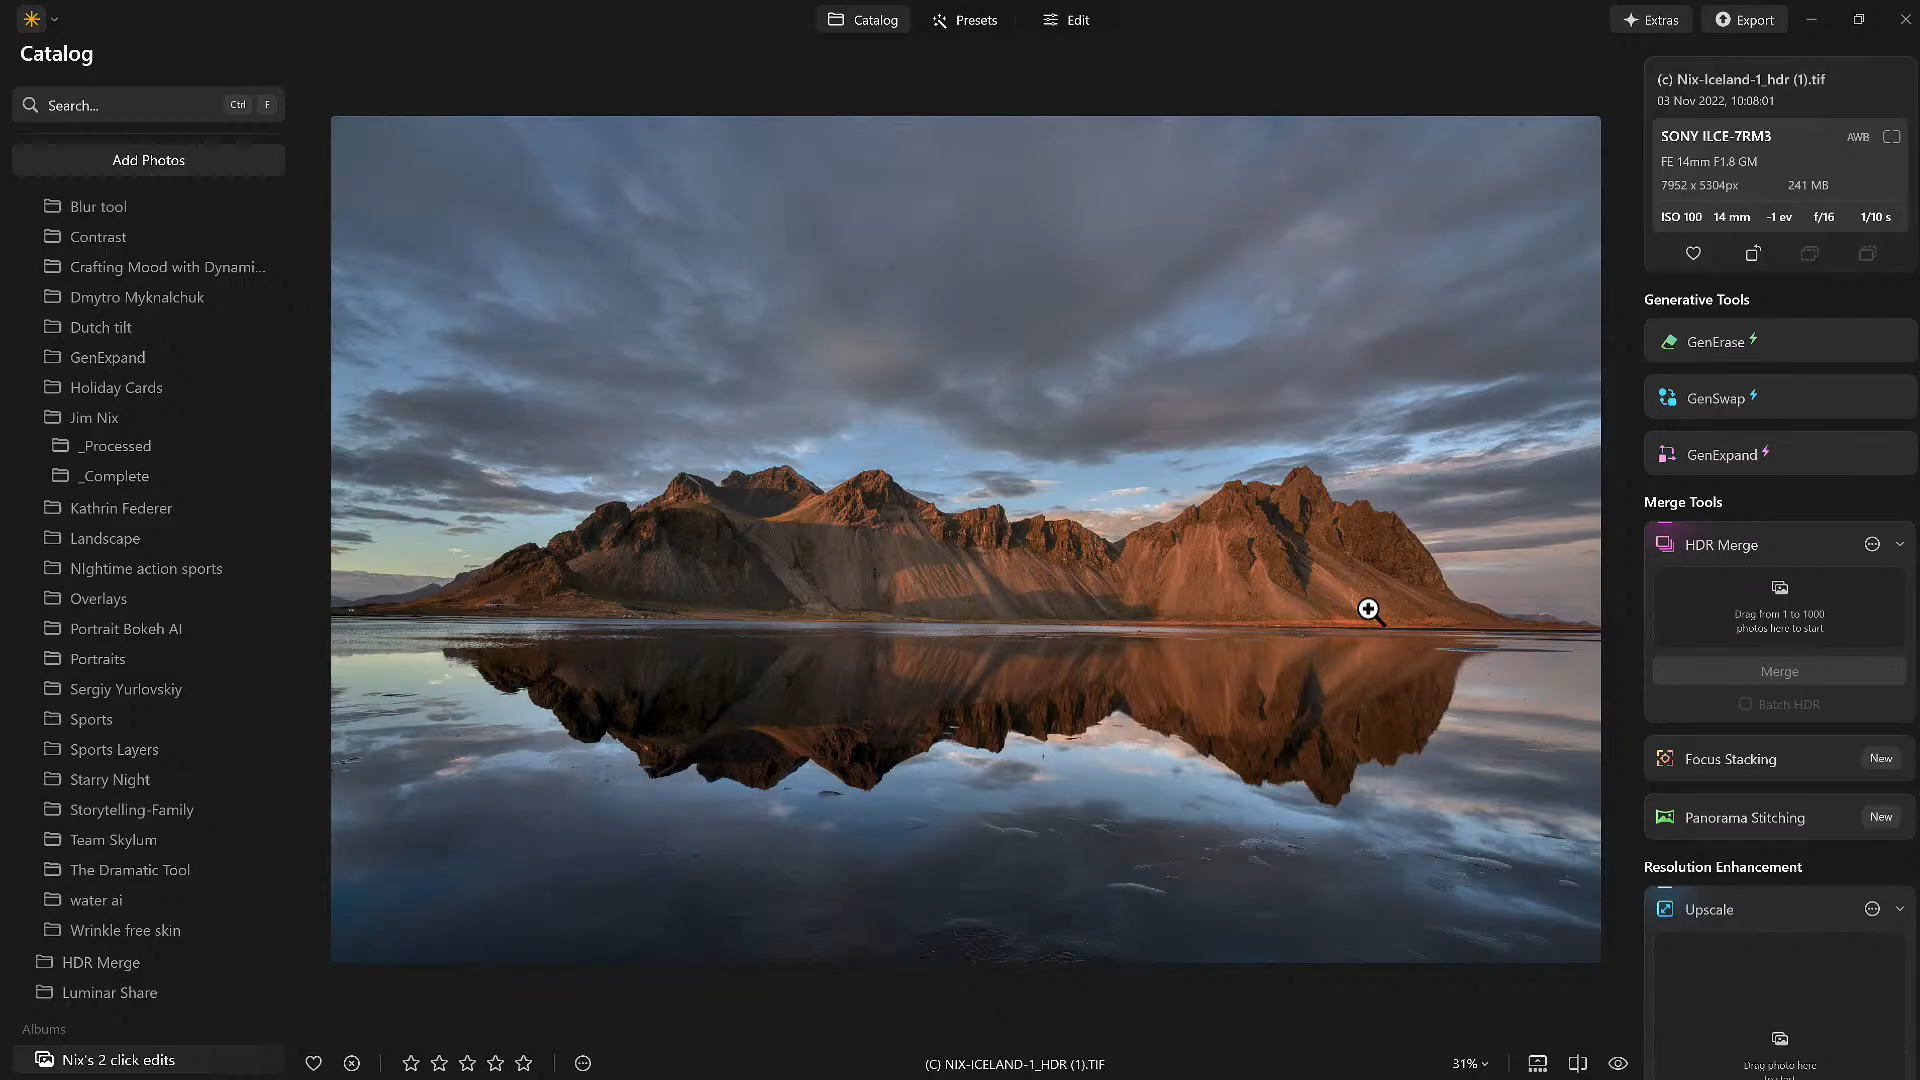 Catalog
Presets
Edit
Extras
Export
Catalog
Search...
Ctrl
F
Add Photos
Blur tool
Contrast
Crafting Mood with Dynami...
Dmytro Myknalchuk
Dutch tilt
GenExpand
Holiday Cards
Jim Nix
_Processed
_Complete
Kathrin Federer
Landscape
NIghtime action sports
Overlays
Portrait Bokeh AI
Portraits
Sergiy Yurlovskiy
Sports
Sports Layers
Starry Night
Storytelling-Family
Team Skylum
The Dramatic Tool
water ai
Wrinkle free skin
HDR Merge
Luminar Share
Albums
Nix's 2 click edits
(C) NIX-ICELAND-1_HDR (1).TIF
31%
(c) Nix-Iceland-1_hdr (1).tif
03 Nov 2022, 10:08:01
SONY ILCE-7RM3
AWB
FE 14mm F1.8 GM
7952 x 5304px
241 MB
ISO 100
14 mm
-1 ev
f/16
1/10 s
Generative Tools
GenErase
GenSwap
GenExpand
Merge Tools
HDR Merge
Drag from 1 to 1000
photos here to start
Merge
Batch HDR
Focus Stacking
New
Panorama Stitching
New
Resolution Enhancement
Upscale
Drag photo here
to start